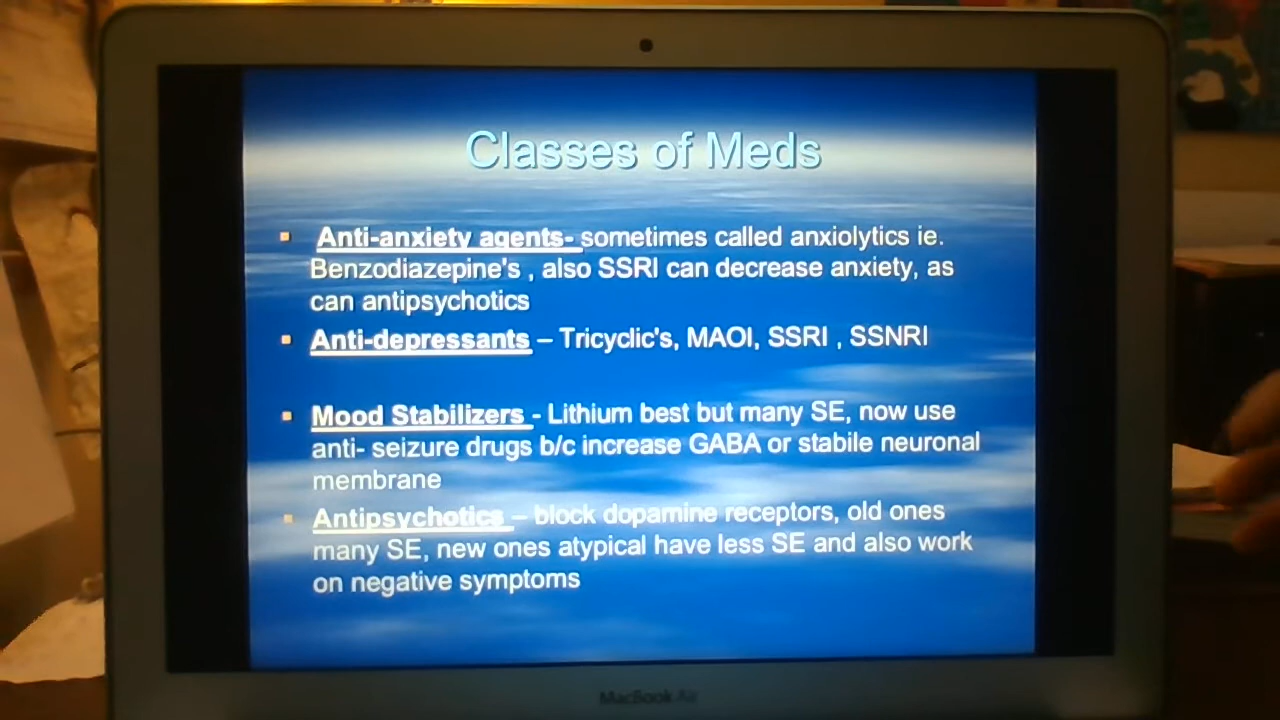 Classes of Meds
Anti-anxiety agents- sometimes called anxiolytics ie.
Benzodiazepine's , also SSRI can decrease anxiety, as
can antipsychotics
Anti-depressants – Tricyclic's, MAOI, SSRI , SSNRI
Mood Stabilizers - Lithium best but many SE, now use
anti- seizure drugs b/c increase GABA or stabile neuronal
membrane
Antipsychotics – block dopamine receptors, old ones
many SE, new ones atypical have less SE and also work
on negative symptoms
MacBook Air